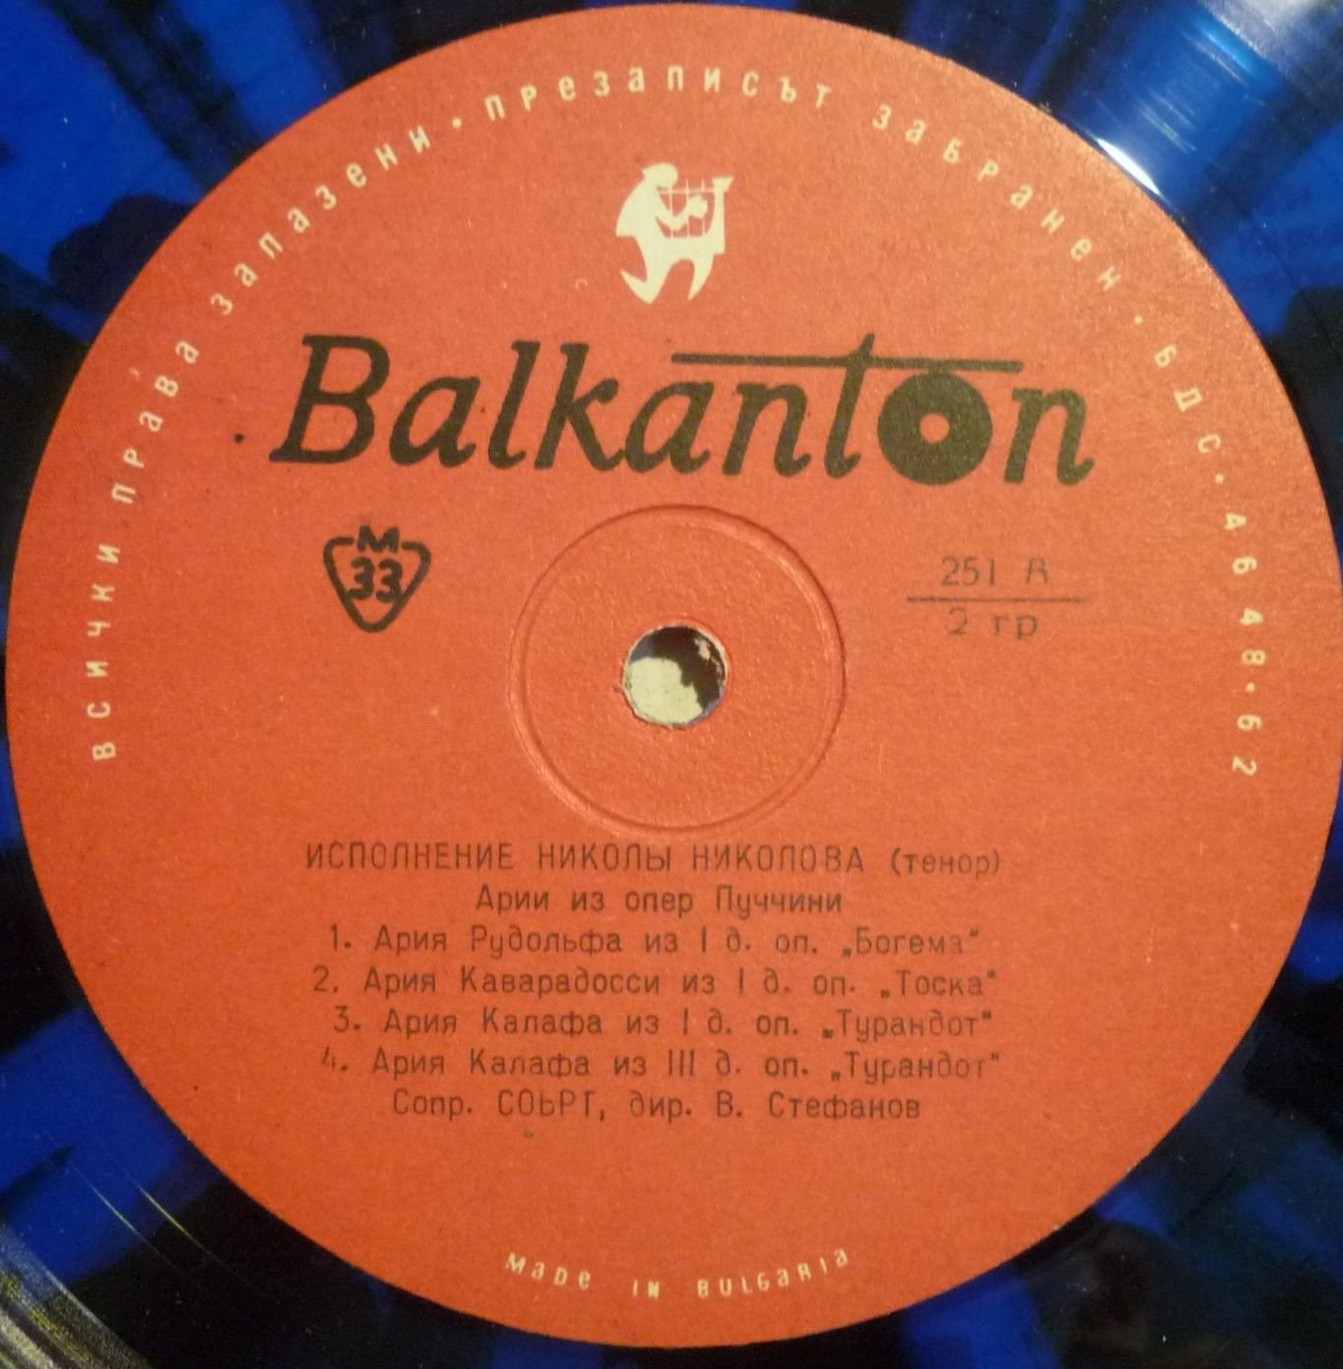 всички права запазени · презаписът забранен · БДС · 4648 · 62
Balkanton
М
33
251 В
2 гр
ИСПОЛНЕНИЕ НИКОЛЫ НИКОЛОВА (тенор)
Арии из опер Пуччини
1. Ария Рудольфа из I д. оп. „Богема“
2. Ария Каварадосси из I д. оп. „Тоска“
3. Ария Калафа из I д. оп. „Турандот“
4. Ария Калафа из III д. оп. „Турандот“
Сопр. СОЬРТ, дир. В. Стефанов
made in BULGaRia